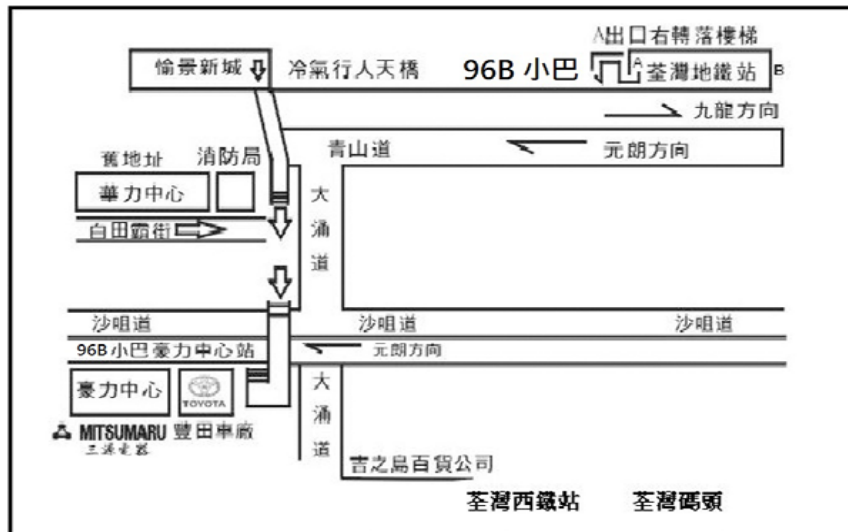 A出口右轉落樓梯
愉景新城 冷氣行人天橋 96B 小巴 A 荃灣地鐵站 B
九龍方向
青山道 元朗方向
舊地址 消防局
華力中心
大涌道
白田霸街
沙咀道 沙咀道 沙咀道
96B 小巴豪力中心站 元朗方向
豪力中心 TOYOTA 大涌道
MITSUMARU 豐田車廠
三源電器
吉之島百貨公司
荃灣西鐵站 荃灣碼頭